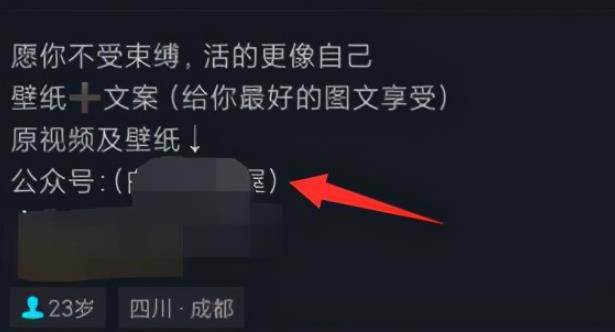 愿你不受束缚，活的更像自己
壁纸➕文案（给你最好的图文享受）
原视频及壁纸↓
公众号:(
屋)
23岁
四川·成都